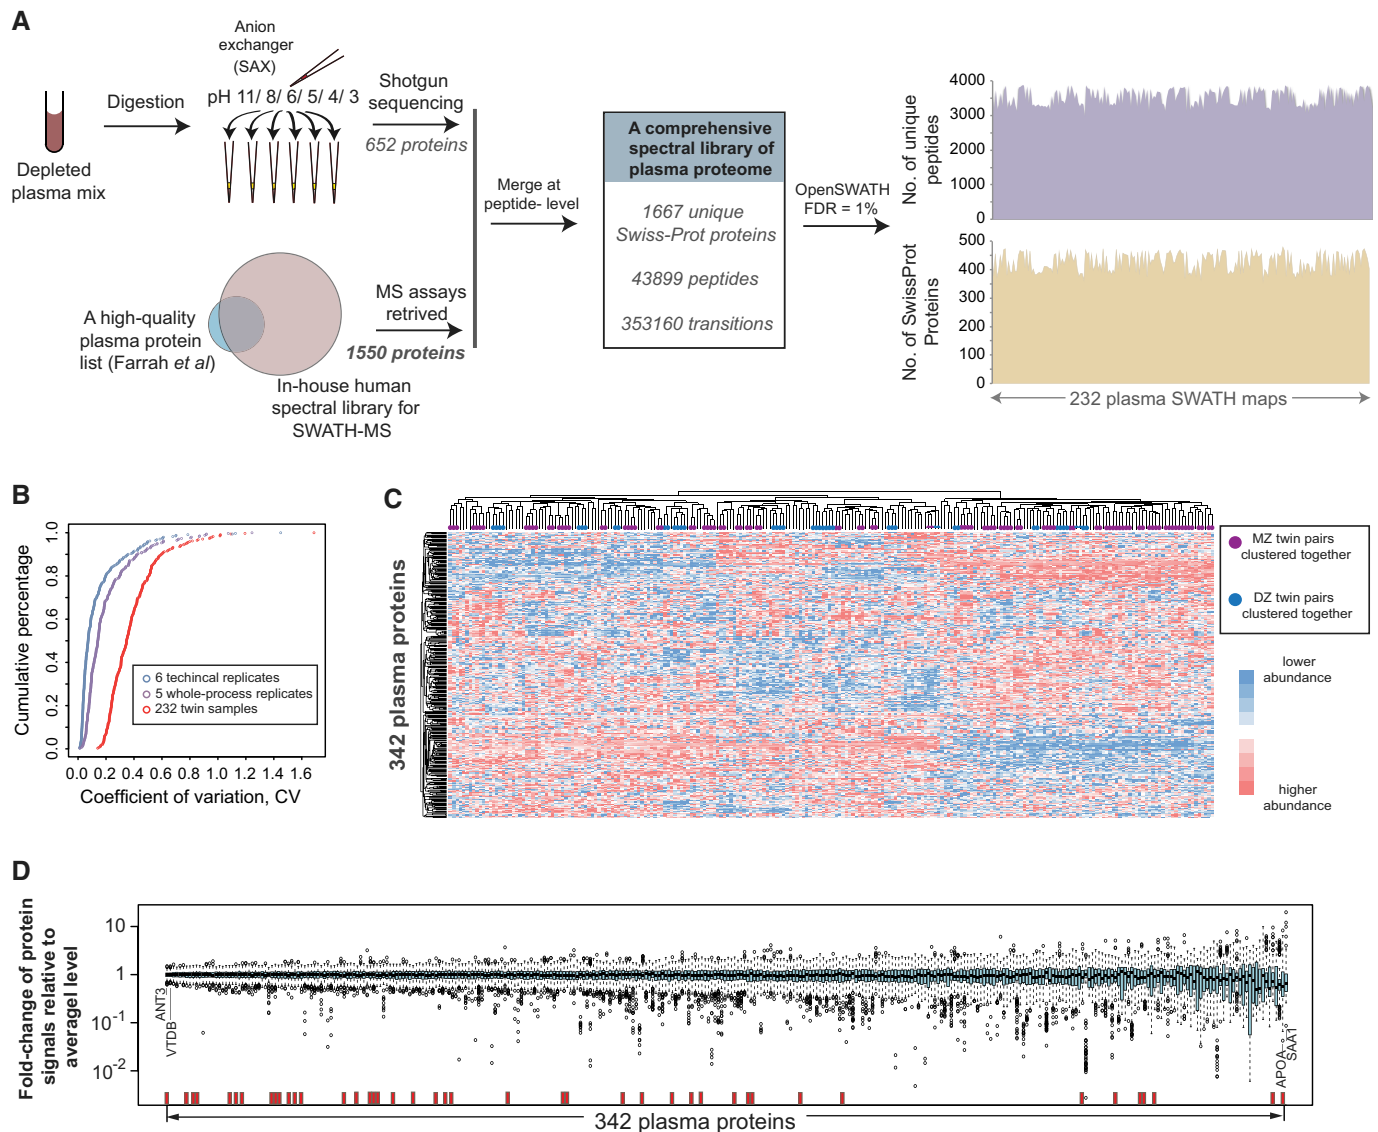 A
Anion
exchanger
(SAX)
pH 11/ 8/ 6/ 5/ 4/ 3
Digestion
Depleted
plasma mix
Shotgun
sequencing
652 proteins
A high-quality
plasma protein
list (Farrah et al)
MS assays
retrived
1550 proteins
In-house human
spectral library for
SWATH-MS
Merge at
peptide- level
A comprehensive
spectral library of
plasma proteome
1667 unique
Swiss-Prot proteins
43899 peptides
353160 transitions
OpenSWATH
FDR = 1%
No. of unique
peptides
4000
3000
2000
1000
0
No. of SwissProt
Proteins
500
400
300
200
100
0
232 plasma SWATH maps
B
Cumulative percentage
1.0
0.8
0.6
0.4
0.2
0.0
6 techincal replicates
5 whole-process replicates
232 twin samples
0.0 0.2 0.4 0.6 0.8 1.0 1.2 1.4 1.6
Coefficient of variation, CV
C
342 plasma proteins
MZ twin pairs
clustered together
DZ twin pairs
clustered together
lower
abundance
higher
abundance
D
Fold-change of protein
signals relative to
averagel level
10
1
10-1
10-2
VTDB
ANT3
APOA
SAA1
342 plasma proteins